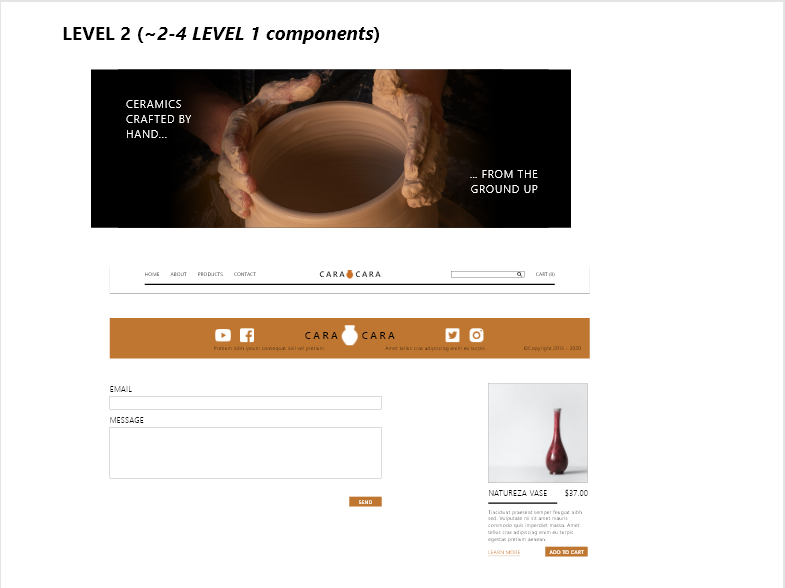 LEVEL 2 (~2-4 LEVEL 1 components)
CERAMICS
CRAFTED BY
HAND...
... FROM THE
GROUND UP
HOME ABOUT PRODUCTS CONTACT CARA CARA CART (0)
CARA CARA
Pretium nibh ipsum consequat nisl vel pretium. Amet tellus cras adipiscing enim eu turpis. ©Copyright 2010 - 2020
EMAIL
MESSAGE
SEND
NATUREZA VASE $37.00
Tincidunt praesent semper feugiat nibh
sed. Vulputate mi sit amet mauris
commodo quis imperdiet massa. Amet
tellus cras adipiscing enim eu turpis
egestas pretium aenean.
LEARN MORE ADD TO CART